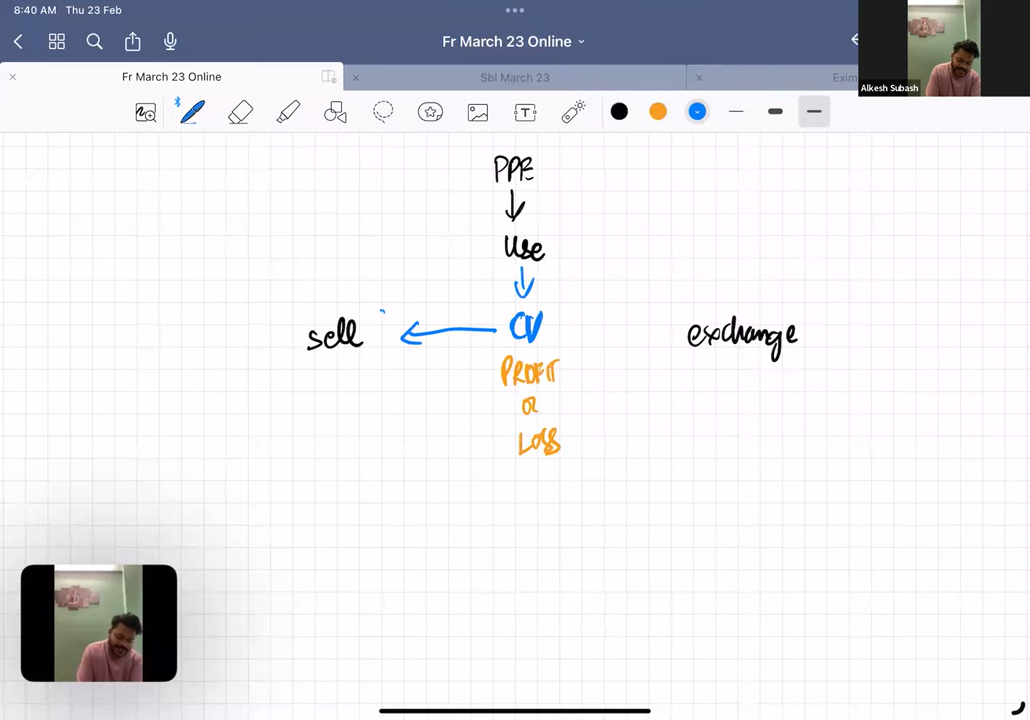 8:40 AM Thu 23 Feb
Fr March 23 Online
Alkesh Subash
Fr March 23 Online
Sbl March 23
Exim
PPE
Use
sell
CV
exchange
PROFIT
or
LOSS